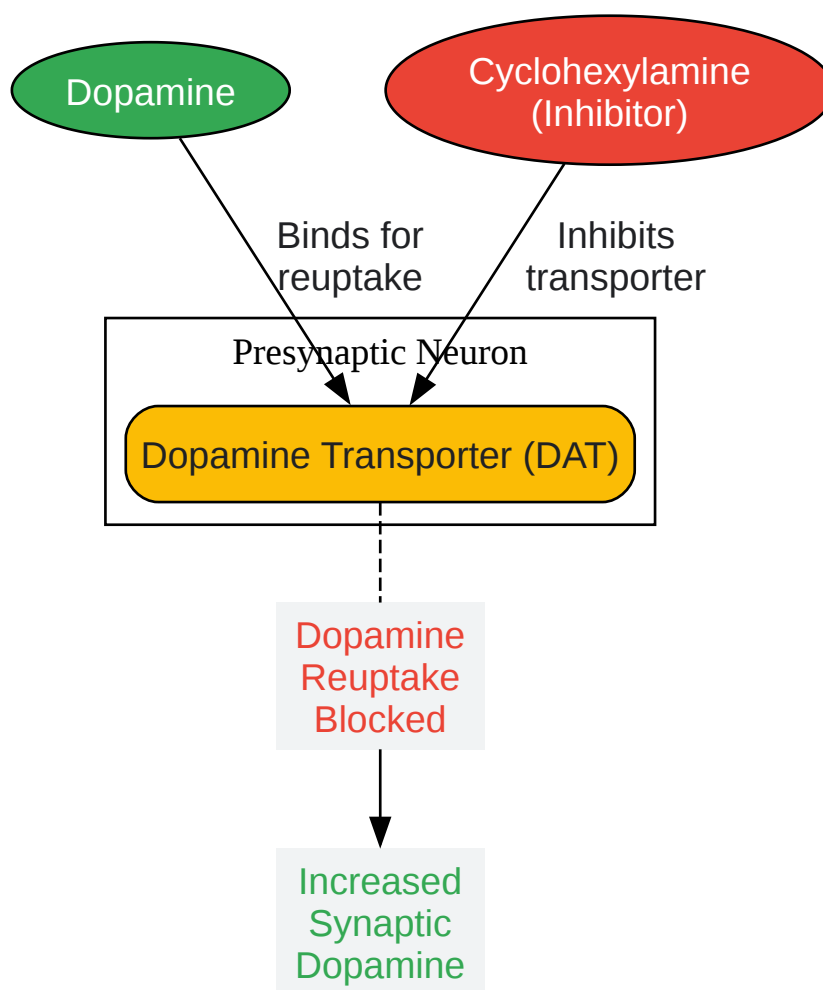 Dopamine
Cyclohexylamine
(Inhibitor)
Binds for
reuptake
Inhibits
transporter
Presynaptic Neuron
Dopamine Transporter (DAT)
Dopamine
Reuptake
Blocked
Increased
Synaptic
Dopamine